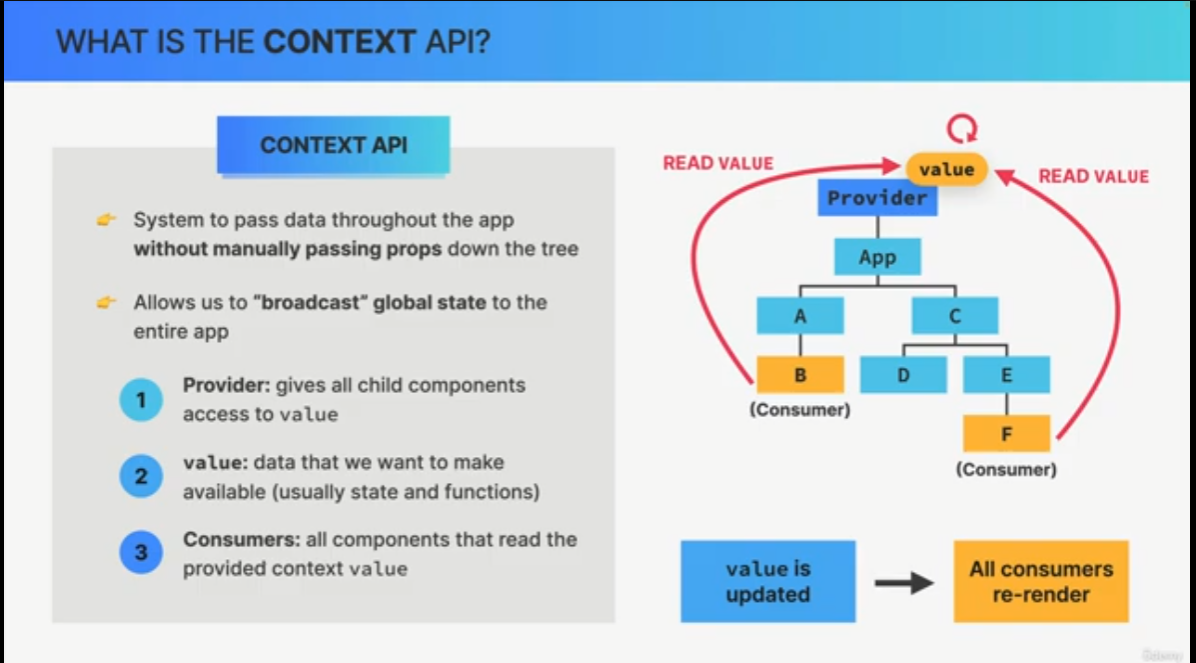 WHAT IS THE CONTEXT API?
CONTEXT API
👉 System to pass data throughout the app
without manually passing props down the tree
👉 Allows us to "broadcast" global state to the
entire app
1 Provider: gives all child components
access to value
2 value: data that we want to make
available (usually state and functions)
3 Consumers: all components that read the
provided context value
READ VALUE
value
READ VALUE
Provider
App
A
C
B
D
E
(Consumer)
F
(Consumer)
value is
updated
All consumers
re-render
Udemy